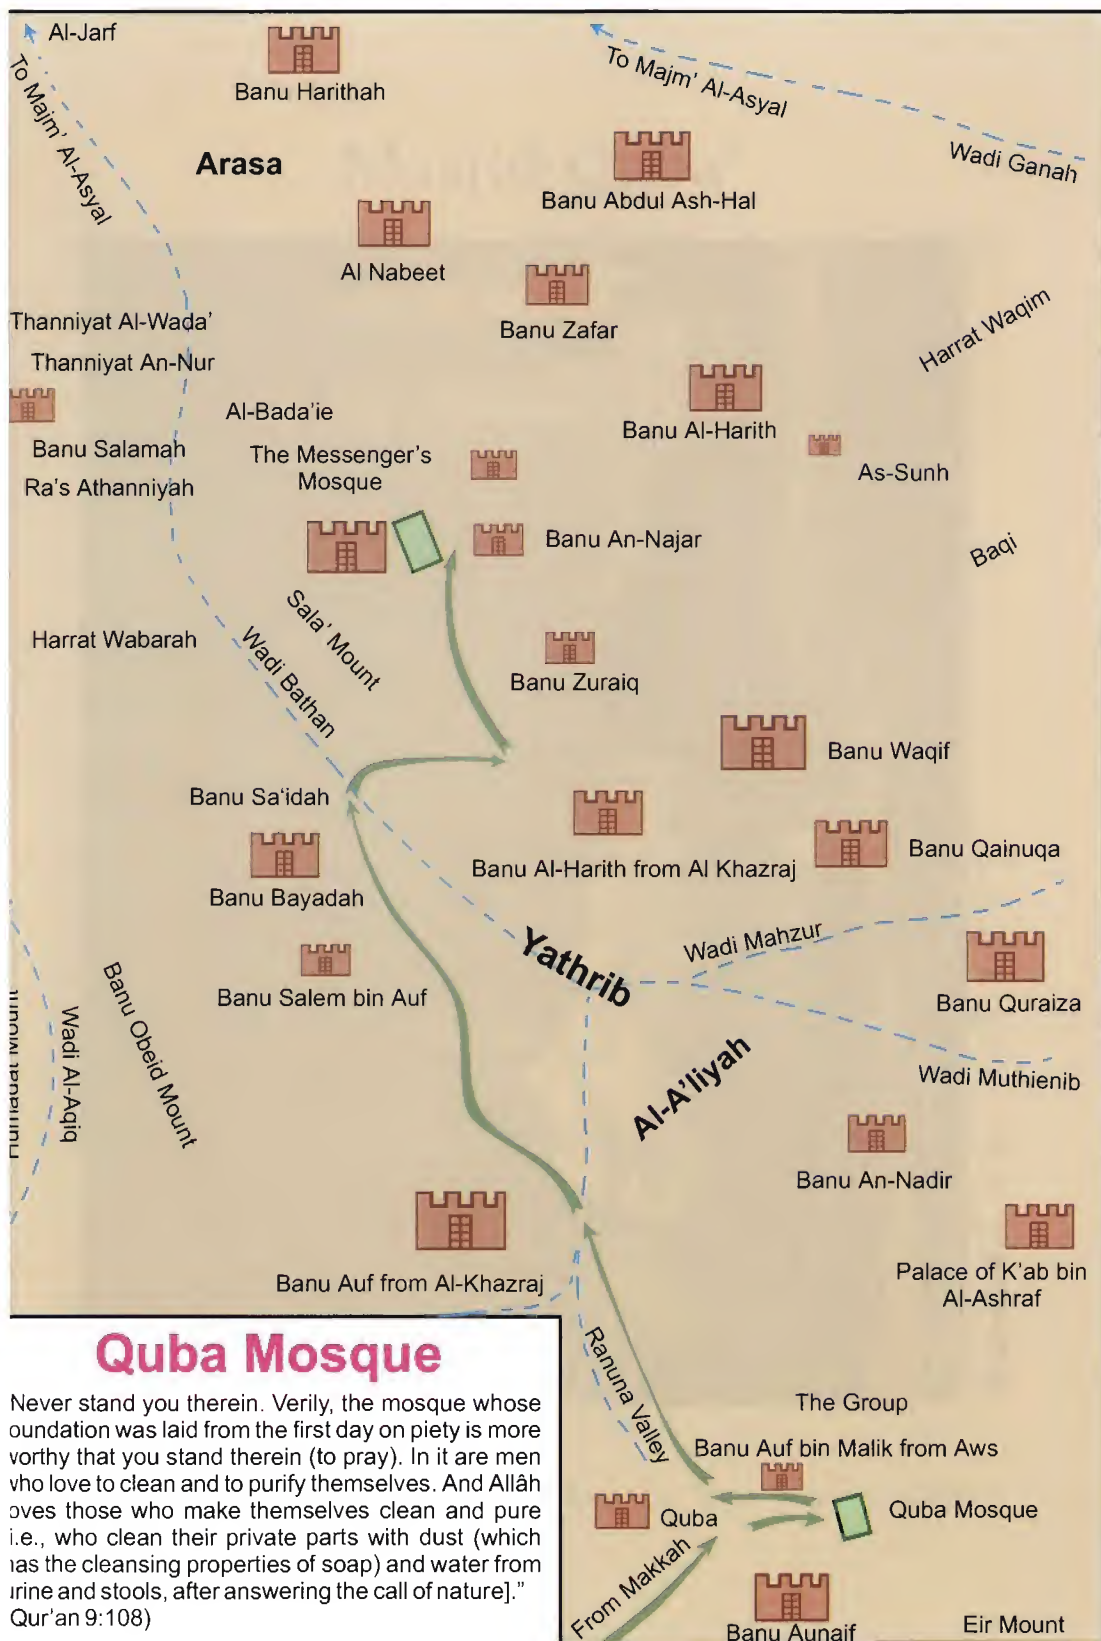 Al-Jarf
To Majm' Al-Asyal
Banu Harithah
To Majm' Al-Asyal
Wadi Ganah
Arasa
Banu Abdul Ash-Hal
Al Nabeet
Banu Zafar
Harrat Waqim
Thanniyat Al-Wada'
Thanniyat An-Nur
Al-Bada'ie
Banu Al-Harith
Banu Salamah
The Messenger's
Mosque
As-Sunh
Ra's Athanniyah
Banu An-Najar
Baqi
Sala' Mount
Harrat Wabarah
Wadi Bathan
Banu Zuraiq
Banu Waqif
Banu Sa'idah
Banu Al-Harith from Al Khazraj
Banu Qainuqa
Banu Bayadah
Yathrib
Wadi Mahzur
Banu Salem bin Auf
Banu Quraiza
Wadi Al-Aqiq
Banu Obeid Mount
Al-A'liyah
Wadi Muthienib
Banu An-Nadir
Banu Auf from Al-Khazraj
Palace of K'ab bin
Al-Ashraf
Ranuna Valley
The Group
Banu Auf bin Malik from Aws
Quba
Quba Mosque
From Makkah
Banu Aunaif
Eir Mount
Quba Mosque
Never stand you therein. Verily, the mosque whose
oundation was laid from the first day on piety is more
worthy that you stand therein (to pray). In it are men
who love to clean and to purify themselves. And Allâh
oves those who make themselves clean and pure
i.e., who clean their private parts with dust (which
has the cleansing properties of soap) and water from
urine and stools, after answering the call of nature]."
Qur'an 9:108)